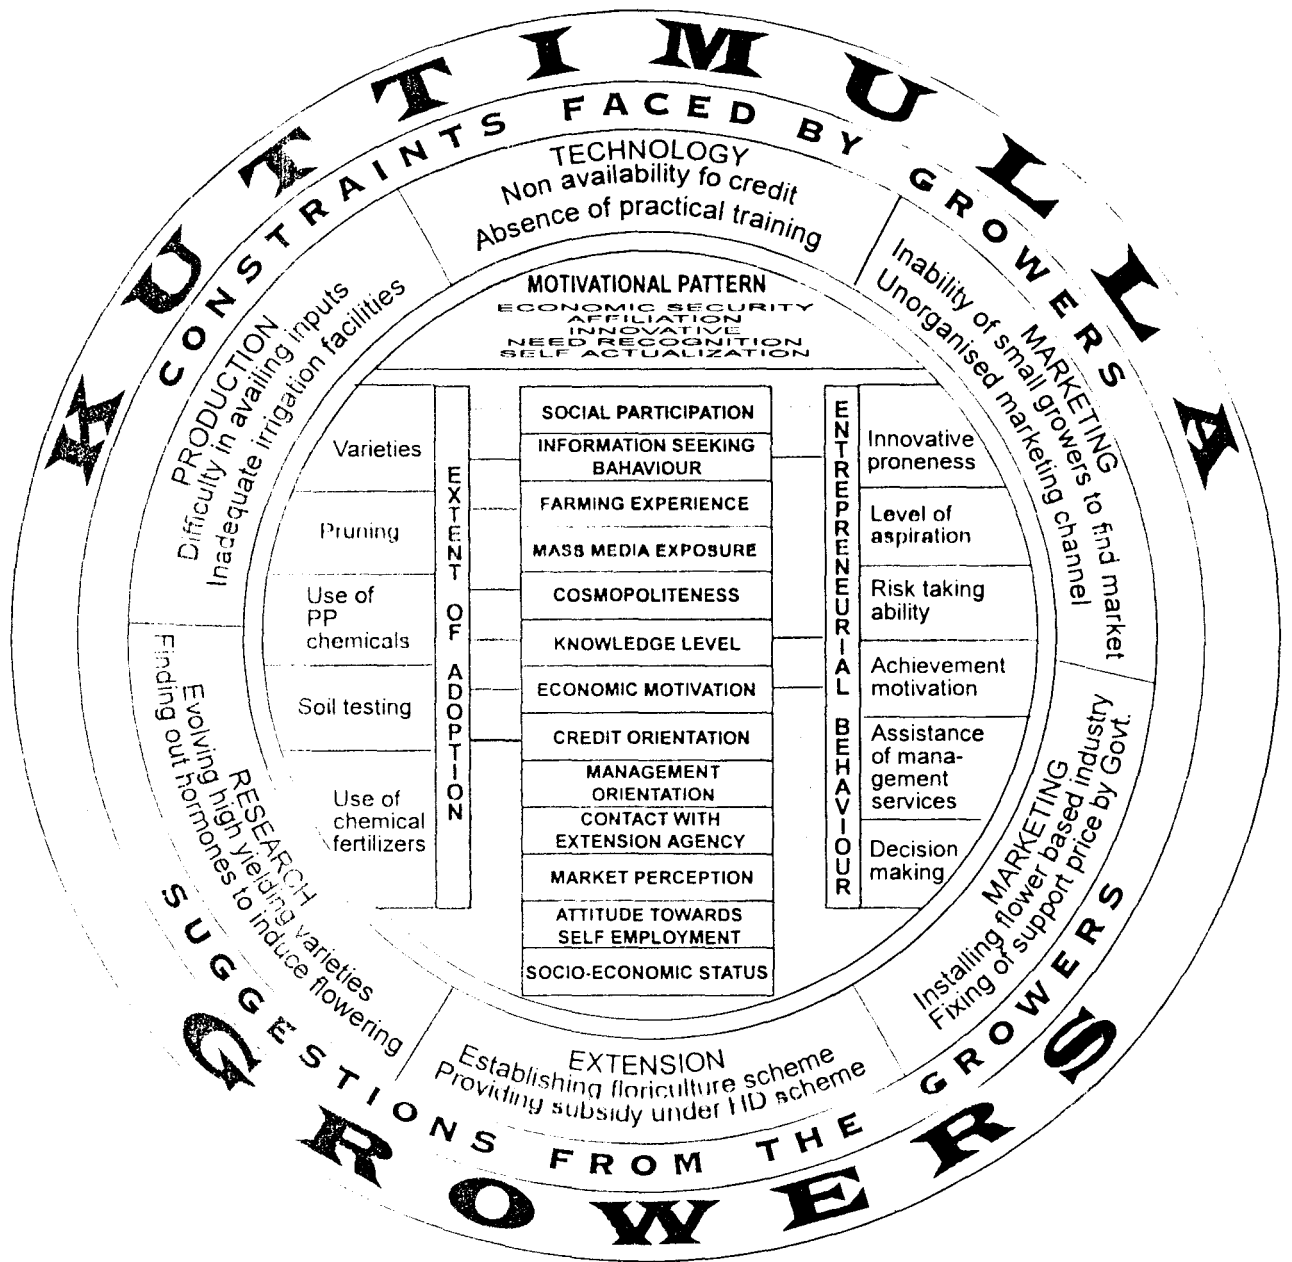 KUTTIMULLA
CONSTRAINTS FACED BY GROWERS
PRODUCTION
Difficulty in availing inputs
Inadequate irrigation facilities
TECHNOLOGY
Non availability fo credit
Absence of practical training
MARKETING
Inability of small growers to find market
Unorganised marketing channel
MOTIVATIONAL PATTERN
ECONOMIC SECURITY
AFFILIATION
INNOVATIVE
NEED RECOGNITION
SELF ACTUALIZATION
Varieties
Pruning
Use of
PP
chemicals
Soil testing
Use of
chemical
fertilizers
EXTENT OF ADOPTION
SOCIAL PARTICIPATION
INFORMATION SEEKING
BAHAVIOUR
FARMING EXPERIENCE
MASS MEDIA EXPOSURE
COSMOPOLITENESS
KNOWLEDGE LEVEL
ECONOMIC MOTIVATION
CREDIT ORIENTATION
MANAGEMENT
ORIENTATION
CONTACT WITH
EXTENSION AGENCY
MARKET PERCEPTION
ATTITUDE TOWARDS
SELF EMPLOYMENT
SOCIO-ECONOMIC STATUS
ENTREPRENEURIAL BEHAVIOUR
Innovative
proneness
Level of
aspiration
Risk taking
ability
Achievement
motivation
Assistance
of mana-
gement
services
Decision
making
RESEARCH
Evolving high yielding varieties
Finding out hormones to induce flowering
EXTENSION
Establishing floriculture scheme
Providing subsidy under HD scheme
MARKETING
Installing flower based industry
Fixing of support price by Govt.
SUGGESTIONS FROM THE GROWERS
GROWERS